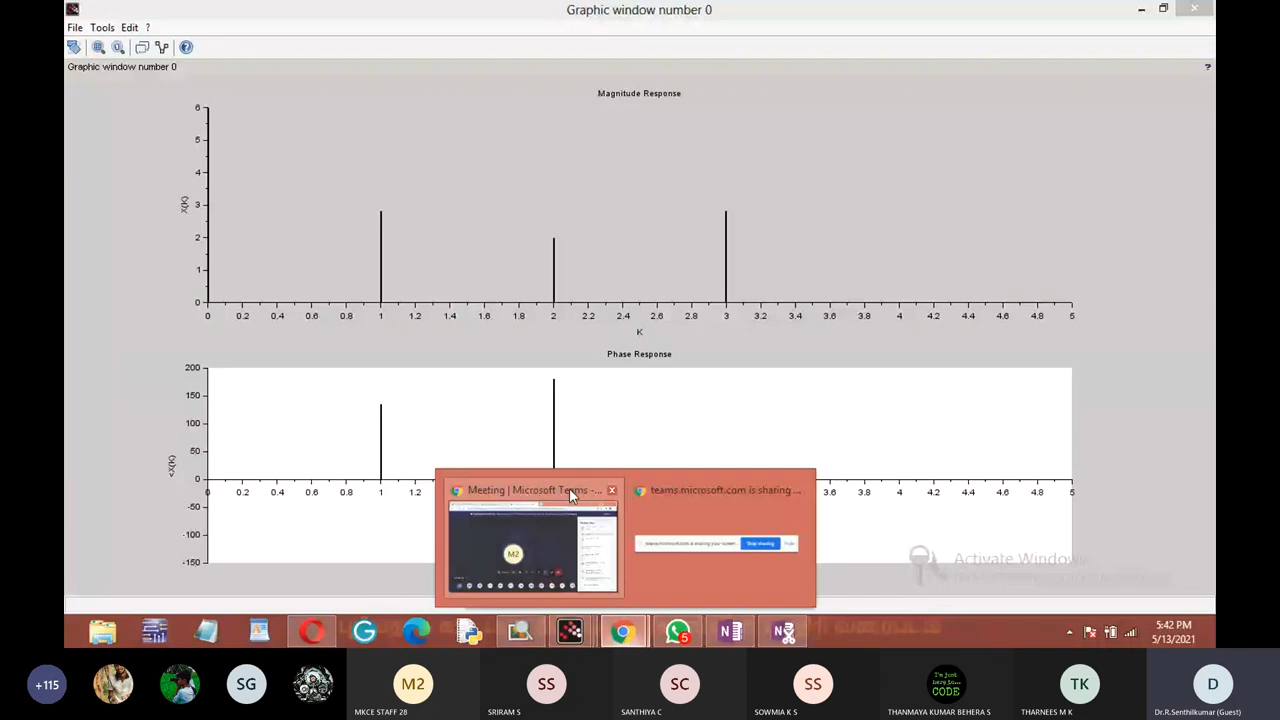 Graphic window number 0
File Tools Edit ?
Graphic window number 0 ?
Magnitude Response
6
5
4
X(K)
3
2
1
0
0 0.2 0.4 0.6 0.8 1 1.2 1.4 1.6 1.8 2 2.2 2.4 2.6 2.8 3 3.2 3.4 3.6 3.8 4 4.2 4.4 4.6 4.8 5
K
Phase Response
200
150
100
50
<X(K)
0
0 0.2 0.4 0.6 0.8 1 1.2 3.8 4 4.2 4.4 4.6 4.8 5
-50
-100
-150
Meeting | Microsoft Teams -...
teams.microsoft.com is sharing ...
M2
Stop sharing
Hide
Activate Windows
5
5:42 PM
5/13/2021
+115 SG M2 SS SC SS I'm just here to... CODE TK D
MKCE STAFF 28 SRIRAM S SANTHIYA C SOWMIA K S THANMAYA KUMAR BEHERA S THARNEES M K Dr.R.Senthilkumar (Guest)